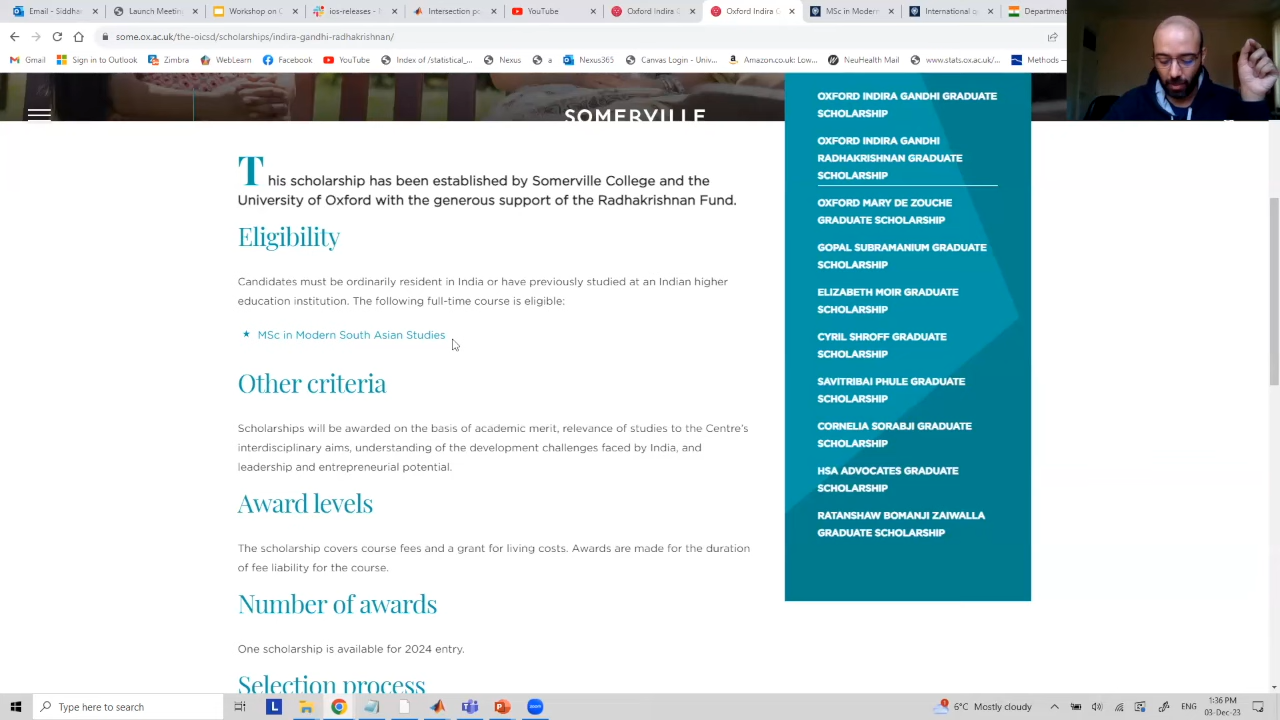 Email - Siddhar
Workshop
ind-releases - L
Intersection pc
YouTube
Oxford Indira G
Oxford Indira G
MSc in Modern
International o
Department
some.ox.ac.uk/the-oicsd/scholarships/indira-gandhi-radhakrishnan/
Gmail
Sign in to Outlook
Zimbra
WebLearn
Facebook
YouTube
Index of /statistical_...
Nexus
a
Nexus365
Canvas Login - Univ...
Amazon.co.uk: Low...
NeuHealth Mail
www.stats.ox.ac.uk/...
Methods
SOMERVILLE
This scholarship has been established by Somerville College and the
University of Oxford with the generous support of the Radhakrishnan Fund.
Eligibility
Candidates must be ordinarily resident in India or have previously studied at an Indian higher
education institution. The following full-time course is eligible:
★ MSc in Modern South Asian Studies
Other criteria
Scholarships will be awarded on the basis of academic merit, relevance of studies to the Centre's
interdisciplinary aims, understanding of the development challenges faced by India, and
leadership and entrepreneurial potential.
Award levels
The scholarship covers course fees and a grant for living costs. Awards are made for the duration
of fee liability for the course.
Number of awards
One scholarship is available for 2024 entry.
Selection process
OXFORD INDIRA GANDHI GRADUATE
SCHOLARSHIP
OXFORD INDIRA GANDHI
RADHAKRISHNAN GRADUATE
SCHOLARSHIP
OXFORD MARY DE ZOUCHE
GRADUATE SCHOLARSHIP
GOPAL SUBRAMANIUM GRADUATE
SCHOLARSHIP
ELIZABETH MOIR GRADUATE
SCHOLARSHIP
CYRIL SHROFF GRADUATE
SCHOLARSHIP
SAVITRIBAI PHULE GRADUATE
SCHOLARSHIP
CORNELIA SORABJI GRADUATE
SCHOLARSHIP
HSA ADVOCATES GRADUATE
SCHOLARSHIP
RATANSHAW BOMANJI ZAIWALLA
GRADUATE SCHOLARSHIP
Type here to search
6°C Mostly cloudy
1:36 PM
03-Dec-23